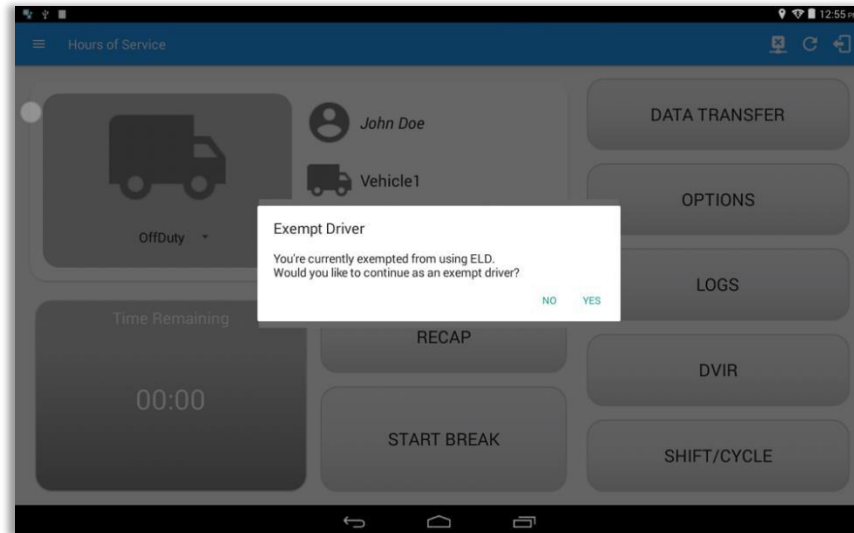 12:55 PM
Hours of Service
John Doe
DATA TRANSFER
Vehicle1
OPTIONS
OffDuty
Exempt Driver
You're currently exempted from using ELD.
Would you like to continue as an exempt driver?
NO YES
LOGS
Time Remaining
RECAP
DVIR
00:00
START BREAK
SHIFT/CYCLE